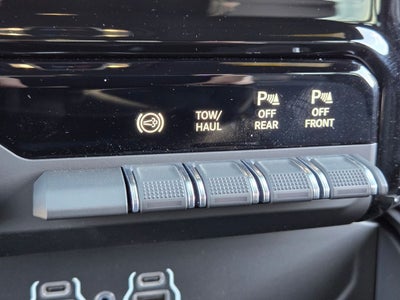 TOW/ HAUL
P OFF REAR
P OFF FRONT